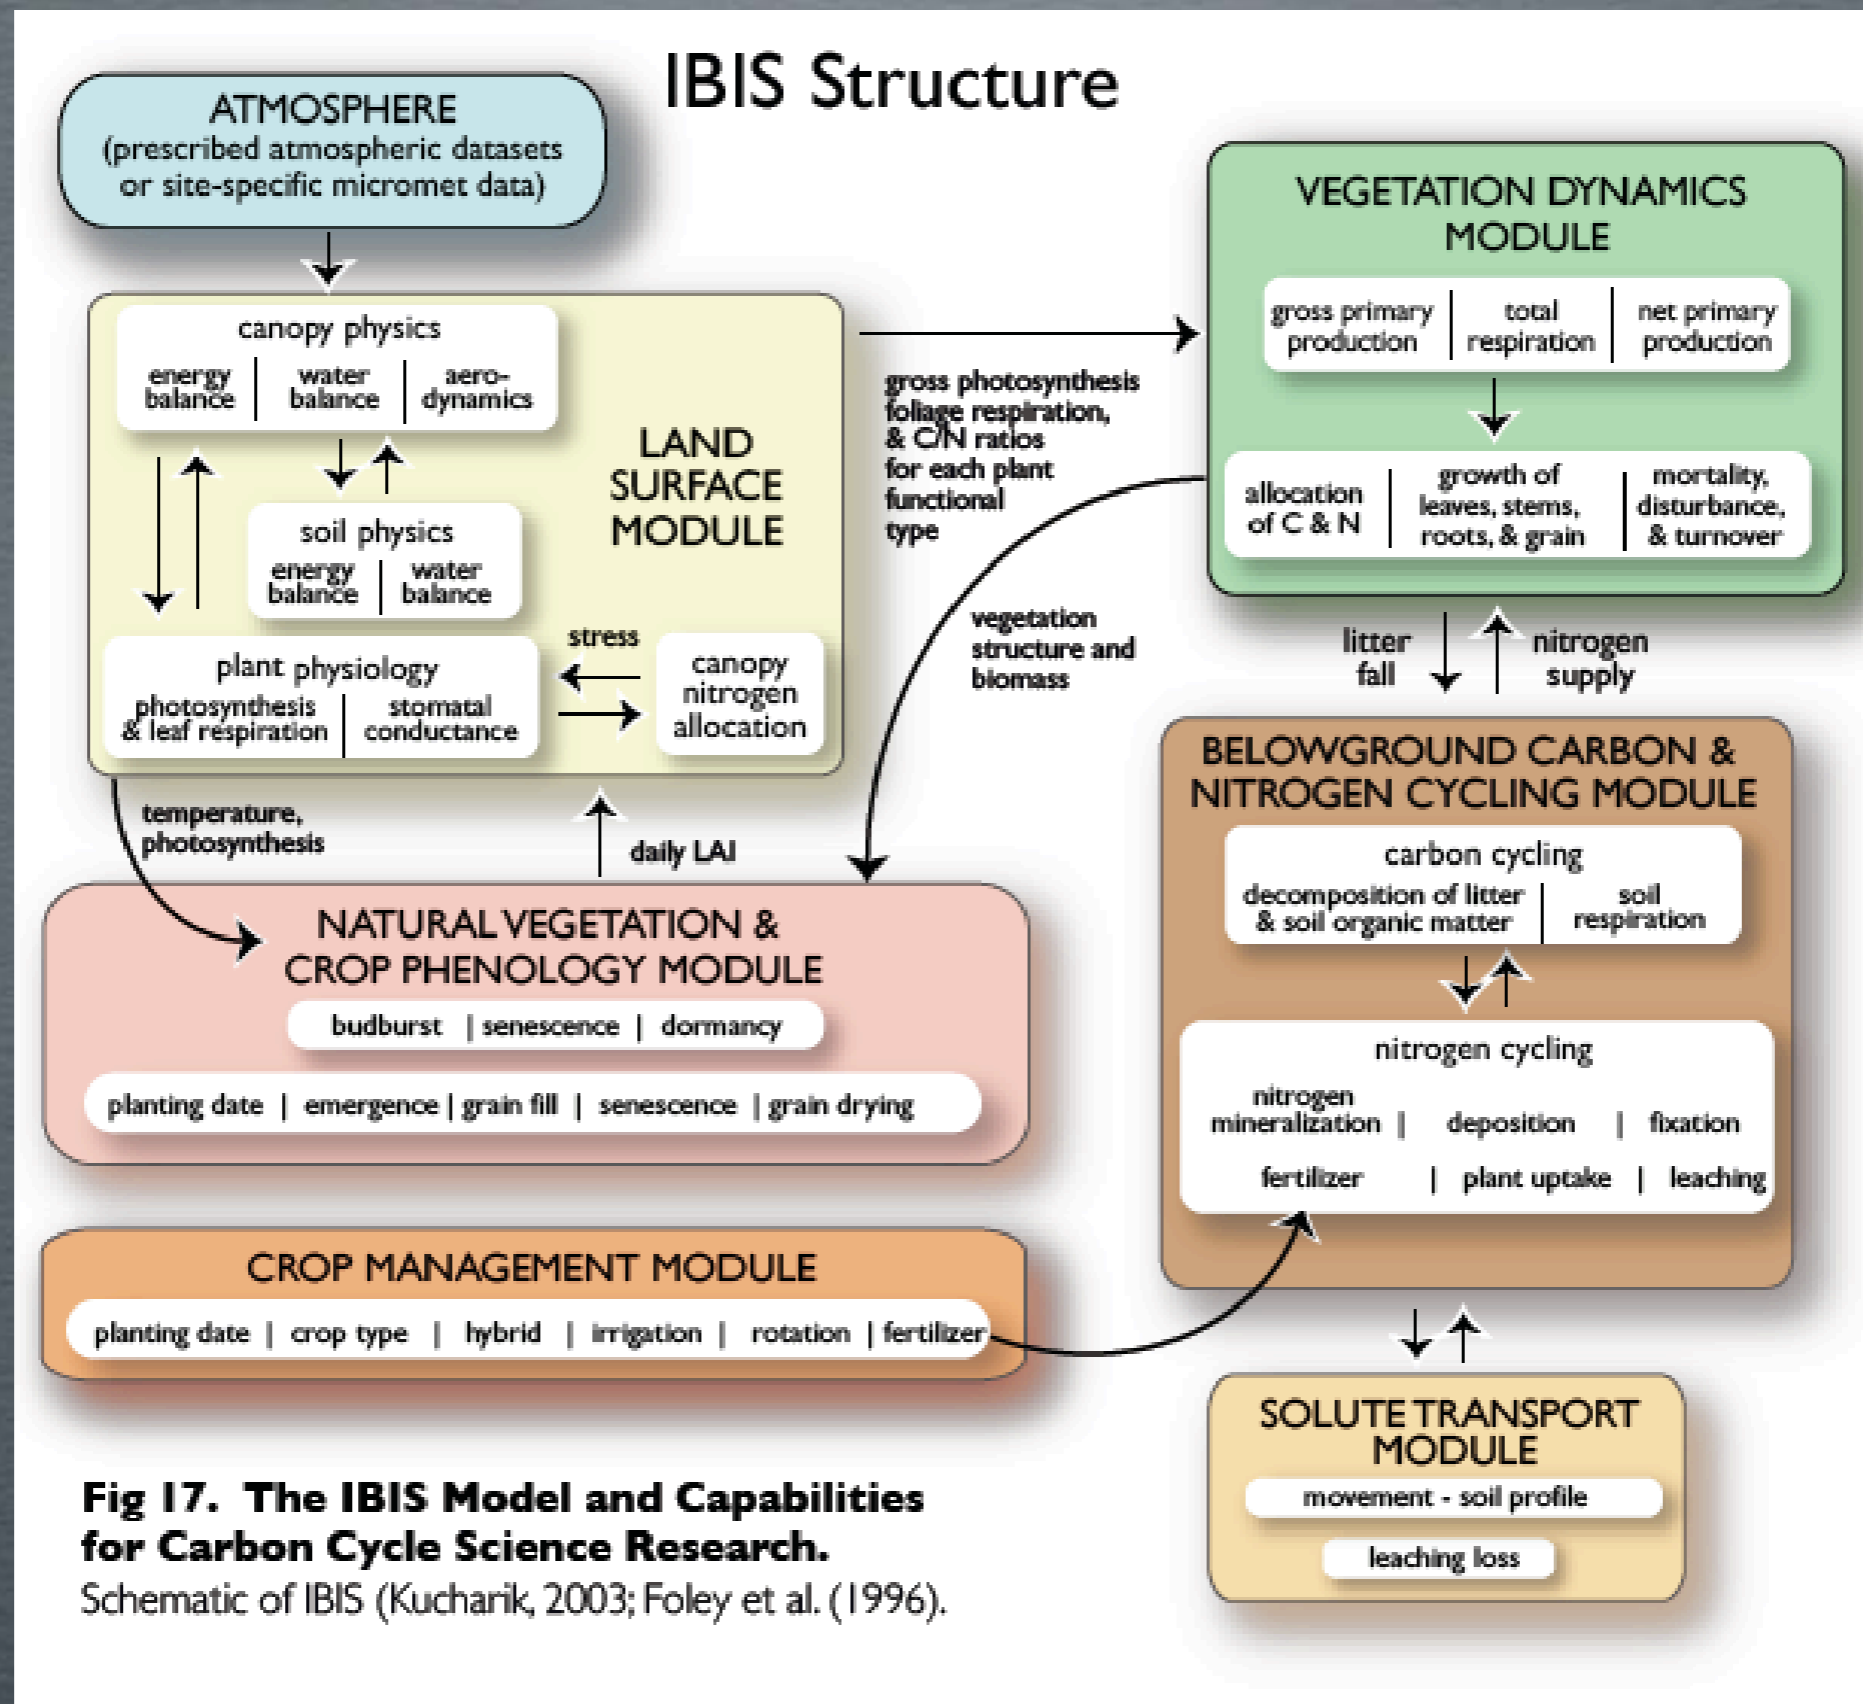 IBIS Structure
ATMOSPHERE
(prescribed atmospheric datasets
or site-specific micromet data)
canopy physics
energy balance | water balance | aero-dynamics
soil physics
energy balance | water balance
LAND
SURFACE
MODULE
plant physiology
photosynthesis & leaf respiration | stomatal conductance
stress
canopy
nitrogen
allocation
gross photosynthesis
foliage respiration,
& C/N ratios
for each plant
functional
type
vegetation
structure and
biomass
VEGETATION DYNAMICS
MODULE
gross primary production | total respiration | net primary production
allocation of C & N | growth of leaves, stems, roots, & grain | mortality, disturbance, & turnover
litter
fall
nitrogen
supply
temperature,
photosynthesis
daily LAI
NATURAL VEGETATION &
CROP PHENOLOGY MODULE
budburst | senescence | dormancy
planting date | emergence | grain fill | senescence | grain drying
BELOWGROUND CARBON &
NITROGEN CYCLING MODULE
carbon cycling
decomposition of litter & soil organic matter | soil respiration
nitrogen cycling
nitrogen mineralization | deposition | fixation
fertilizer | plant uptake | leaching
CROP MANAGEMENT MODULE
planting date | crop type | hybrid | irrigation | rotation | fertilizer
SOLUTE TRANSPORT
MODULE
movement - soil profile
leaching loss
Fig 17. The IBIS Model and Capabilities
for Carbon Cycle Science Research.
Schematic of IBIS (Kucharik, 2003; Foley et al. (1996).